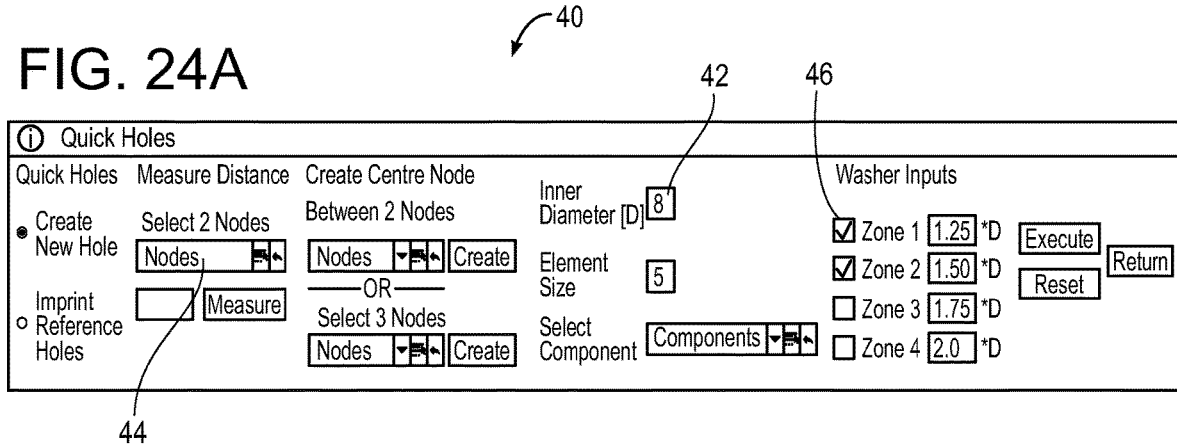 40
FIG. 24A
42
46
Quick Holes
Quick Holes
Create New Hole
Imprint Reference Holes
Measure Distance
Select 2 Nodes
Nodes
Measure
Create Centre Node
Between 2 Nodes
Nodes
Create
OR
Select 3 Nodes
Nodes
Create
Inner
Diameter [D]
8
Element
Size
5
Select
Component
Components
Washer Inputs
Zone 1 1.25 *D
Zone 2 1.50 *D
Zone 3 1.75 *D
Zone 4 2.0 *D
Execute
Reset
Return
44